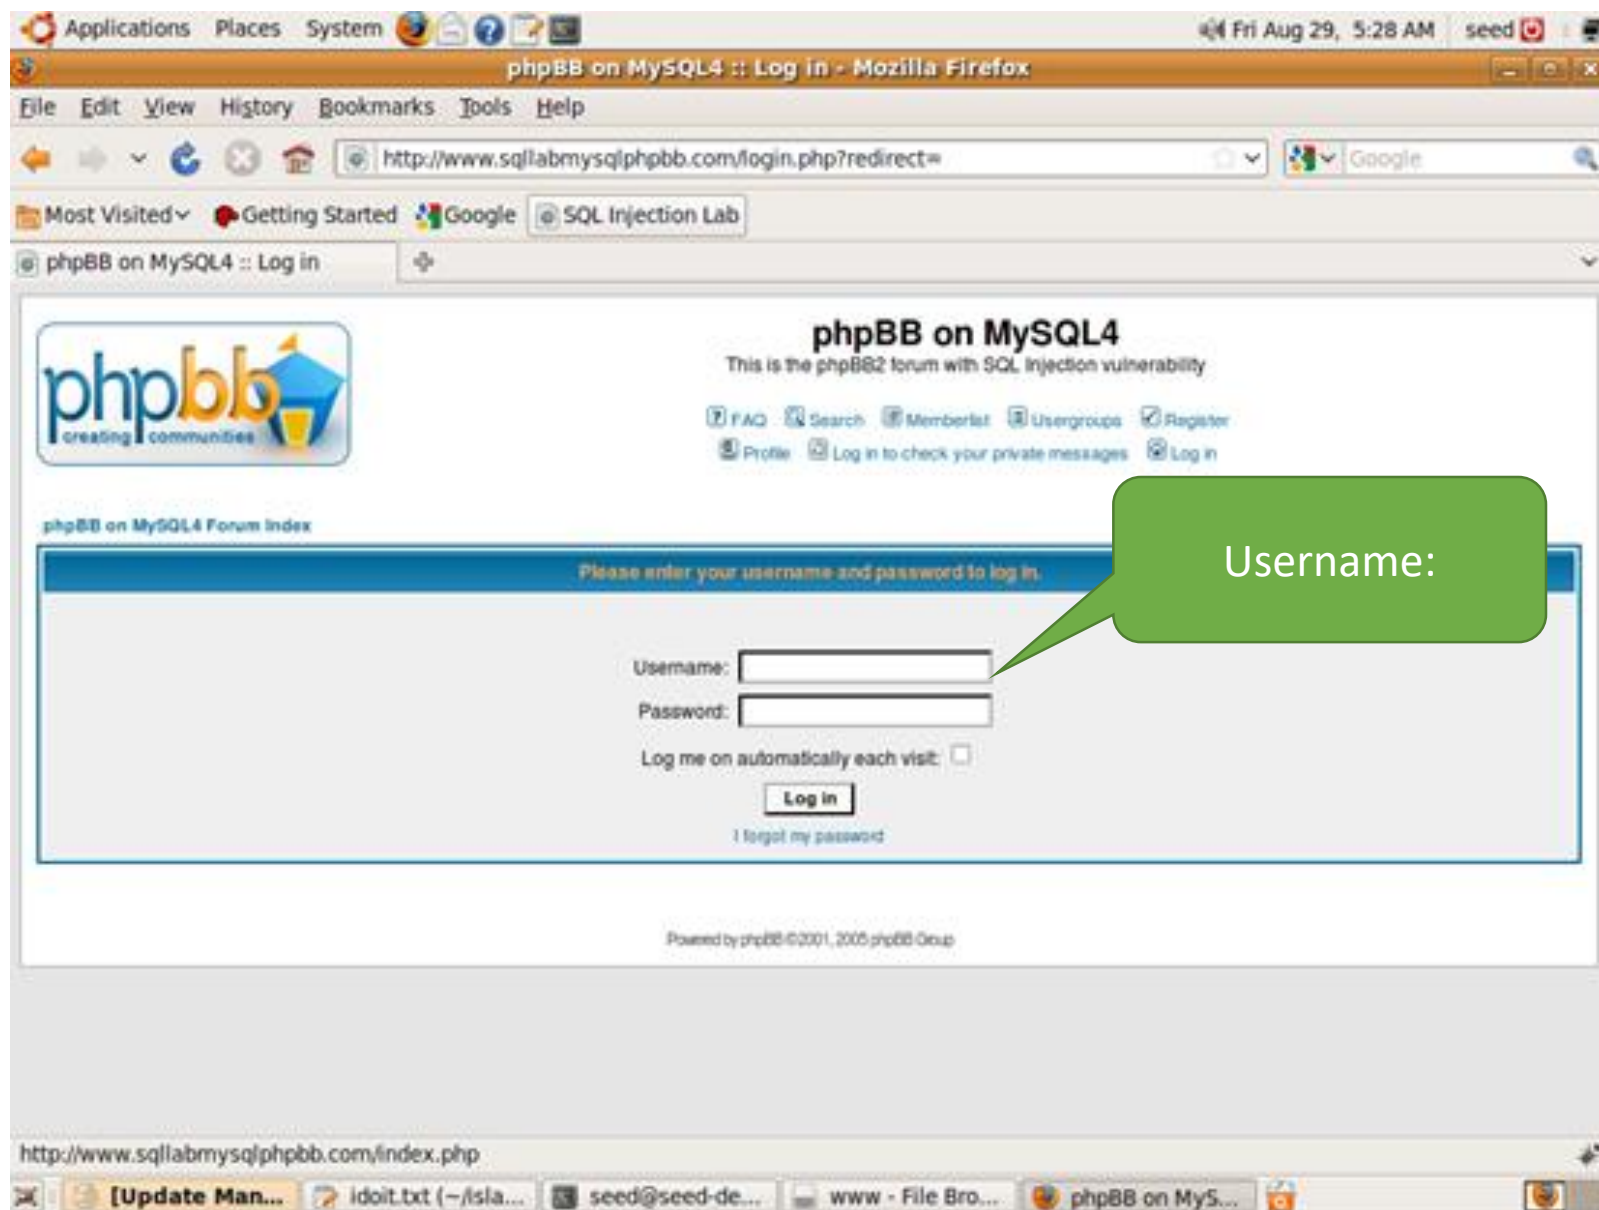 Applications Places System
Fri Aug 29, 5:28 AM seed
phpBB on MySQL4 :: Log in - Mozilla Firefox
File Edit View History Bookmarks Tools Help
http://www.sqllabmysqlphpbb.com/login.php?redirect=
Google
Most Visited Getting Started Google SQL Injection Lab
phpBB on MySQL4 :: Log in
phpbb
creating communities
phpBB on MySQL4
This is the phpBB2 forum with SQL Injection vulnerability
FAQ Search Memberlist Usergroups Register
Profile Log in to check your private messages Log in
phpBB on MySQL4 Forum Index
Please enter your username and password to log in.
Username:
Username:
Password:
Log me on automatically each visit:
Log in
I forgot my password
Powered by phpBB © 2001, 2005 phpBB Group
http://www.sqllabmysqlphpbb.com/index.php
[Update Man... idoit.txt (~/isla... seed@seed-de... www - File Bro... phpBB on MyS...